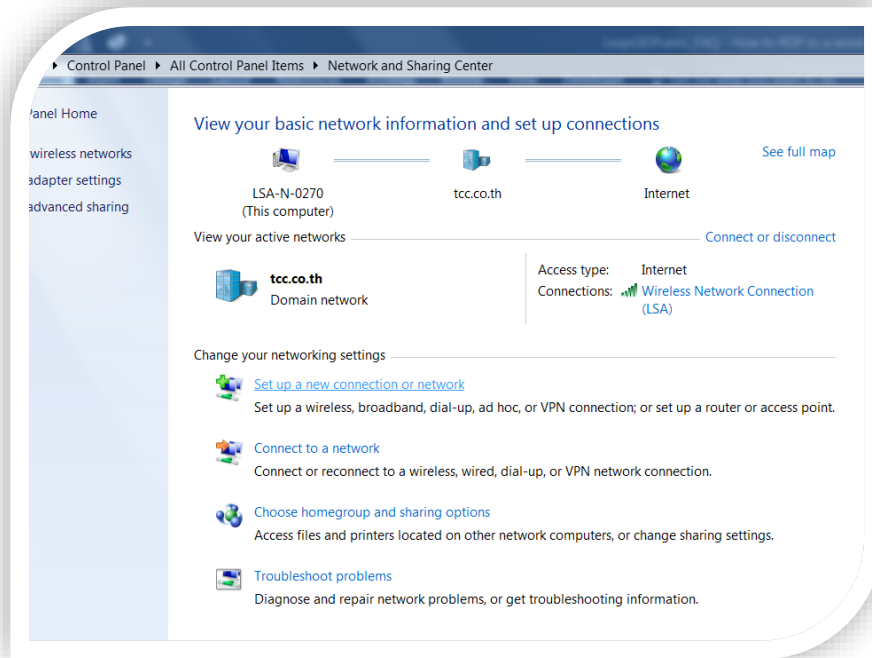 Control Panel ▸ All Control Panel Items ▸ Network and Sharing Center
Panel Home
wireless networks
adapter settings
advanced sharing
View your basic network information and set up connections
See full map
LSA-N-0270
(This computer)
tcc.co.th
Internet
View your active networks
Connect or disconnect
tcc.co.th
Domain network
Access type: Internet
Connections: Wireless Network Connection
(LSA)
Change your networking settings
Set up a new connection or network
Set up a wireless, broadband, dial-up, ad hoc, or VPN connection; or set up a router or access point.
Connect to a network
Connect or reconnect to a wireless, wired, dial-up, or VPN network connection.
Choose homegroup and sharing options
Access files and printers located on other network computers, or change sharing settings.
Troubleshoot problems
Diagnose and repair network problems, or get troubleshooting information.